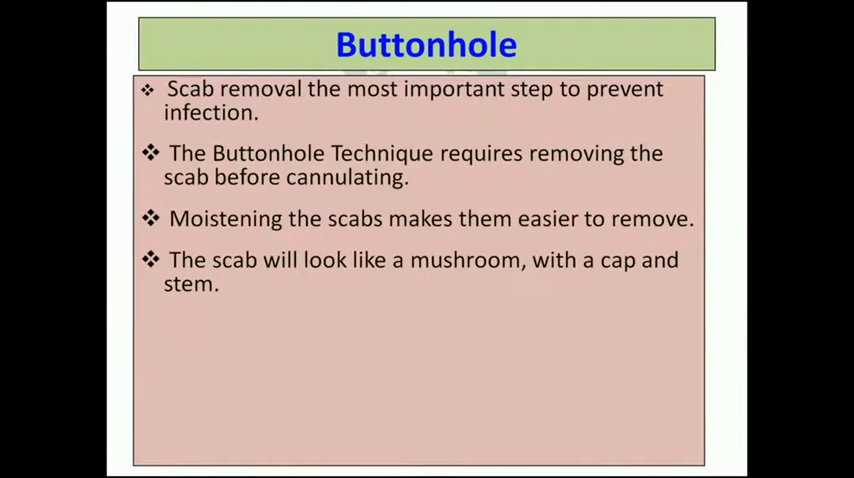 Buttonhole
❖ Scab removal the most important step to prevent
infection.
❖ The Buttonhole Technique requires removing the
scab before cannulating.
❖ Moistening the scabs makes them easier to remove.
❖ The scab will look like a mushroom, with a cap and
stem.